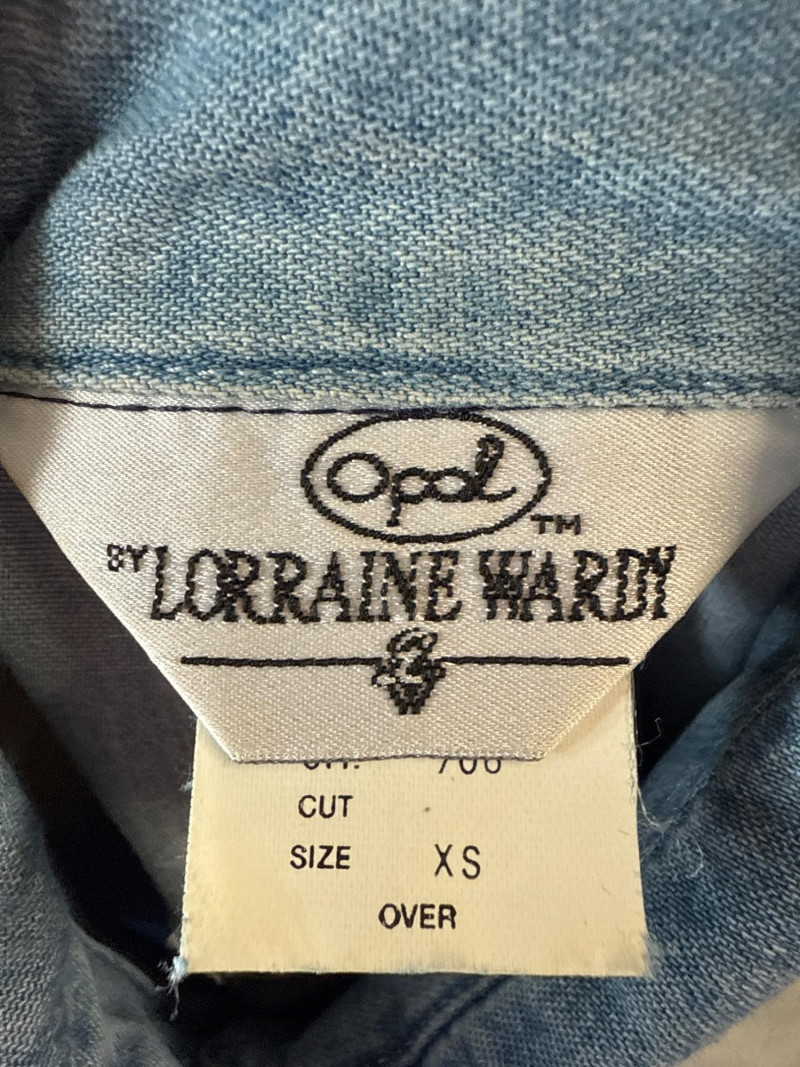 Opal
TM
BY LORRAINE WARDY
CUT
SIZE XS
OVER